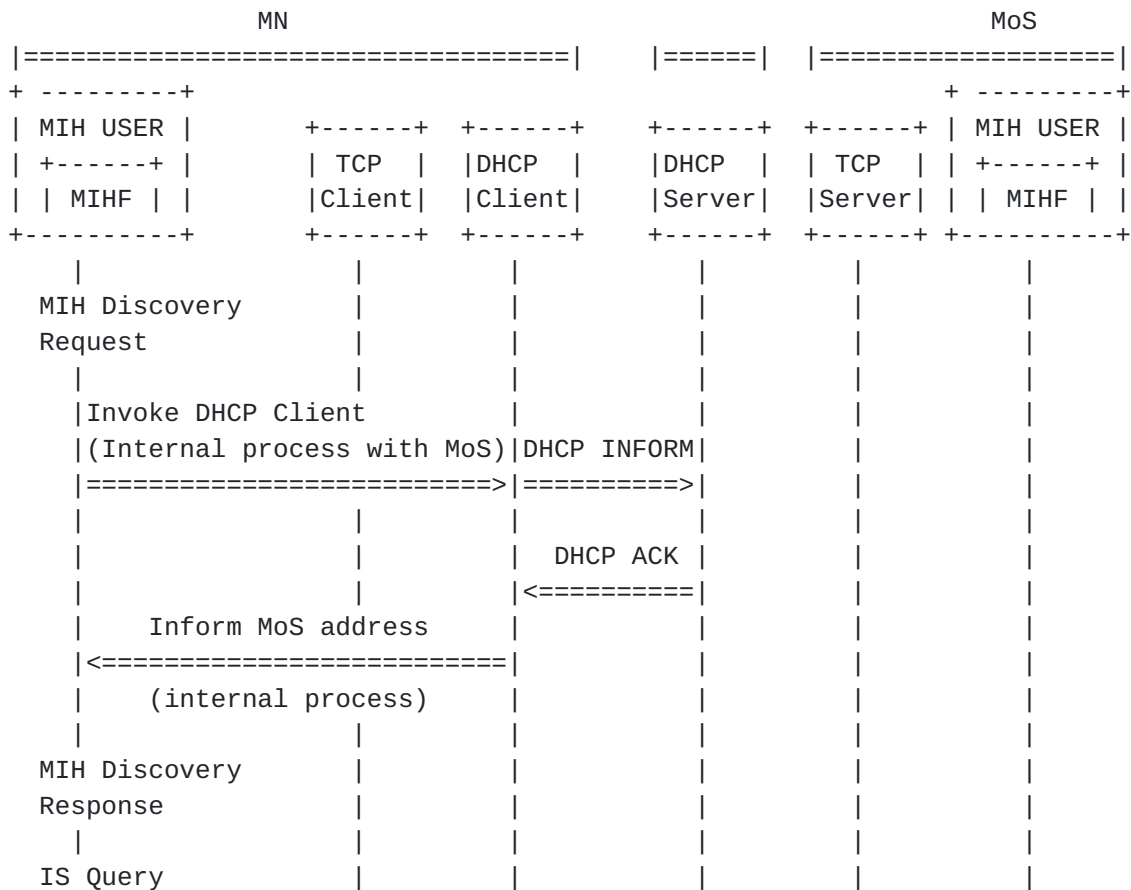 MN MoS
|===================================| |======| |===================|
+ ---------+ + ---------+
| MIH USER | +------+ +------+ +------+ +------+ | MIH USER |
| +------+ | | TCP | |DHCP | |DHCP | | TCP | | +------+ |
| | MIHF | | |Client| |Client| |Server| |Server| | | MIHF | |
+----------+ +------+ +------+ +------+ +------+ +----------+
| | | | | |
MIH Discovery | | | | |
Request | | | | |
| | | | | |
|Invoke DHCP Client | | | |
|(Internal process with MoS)|DHCP INFORM| | |
|==========================>|==========>| | |
| | | | | |
| | | DHCP ACK | | |
| | |<==========| | |
| Inform MoS address | | | |
|<==========================| | | |
| (internal process) | | | |
| | | | | |
MIH Discovery | | | | |
Response | | | | |
| | | | | |
IS Query | | | | |